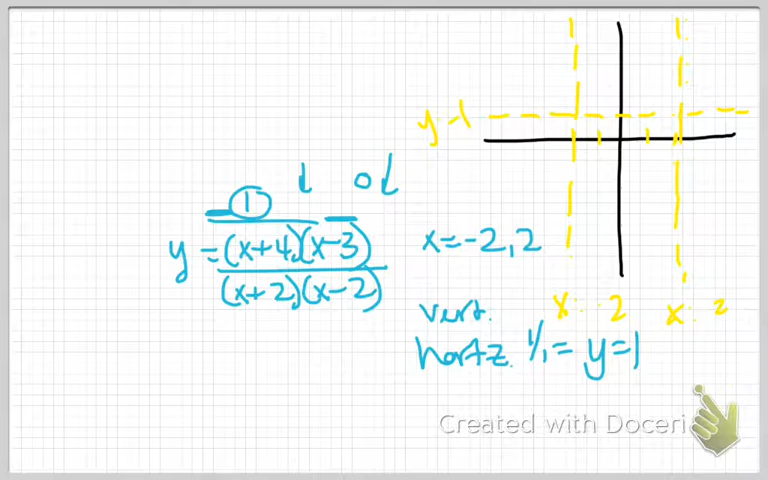 y=1
①
y = (x+4)(x-3)
(x+2)(x-2)
x=-2,2
x=-2
x=2
vert.
horiz. 1/1 = y=1
Created with Doceri